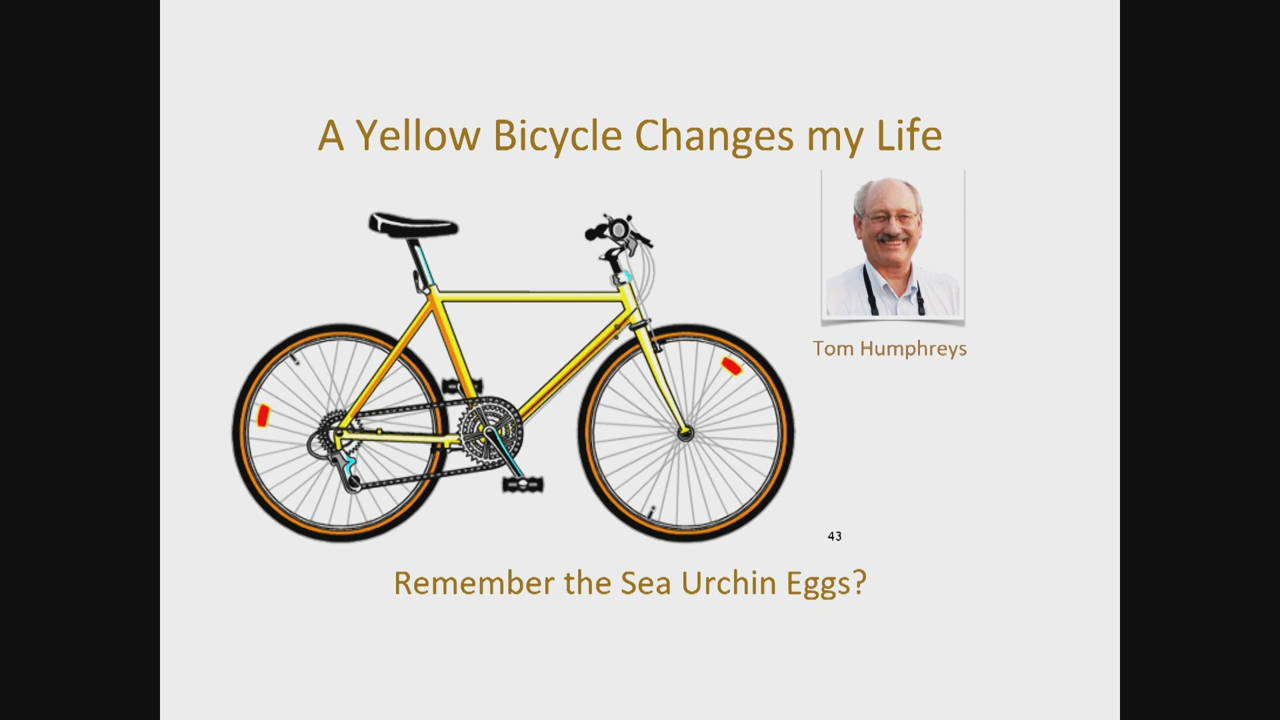 A Yellow Bicycle Changes my Life
Tom Humphreys
43
Remember the Sea Urchin Eggs?